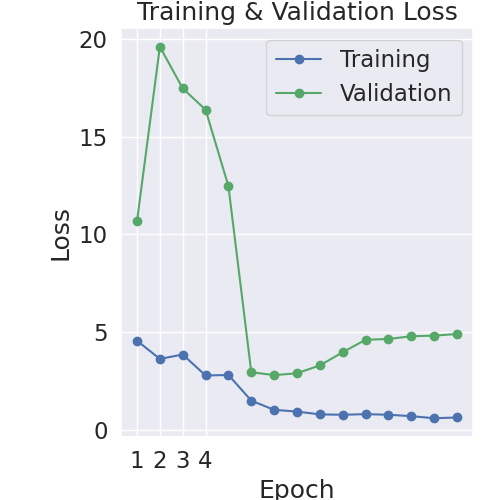 Training & Validation Loss
Training
Validation
Loss
20
15
10
5
0
1 2 3 4
Epoch